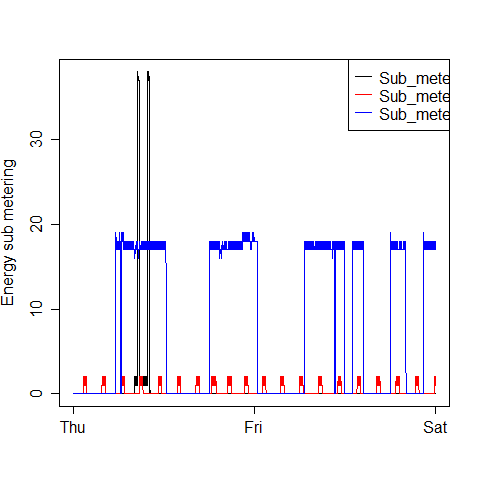 Sub_mete
Sub_mete
Sub_mete
Energy sub metering
30
20
10
0
Thu
Fri
Sat